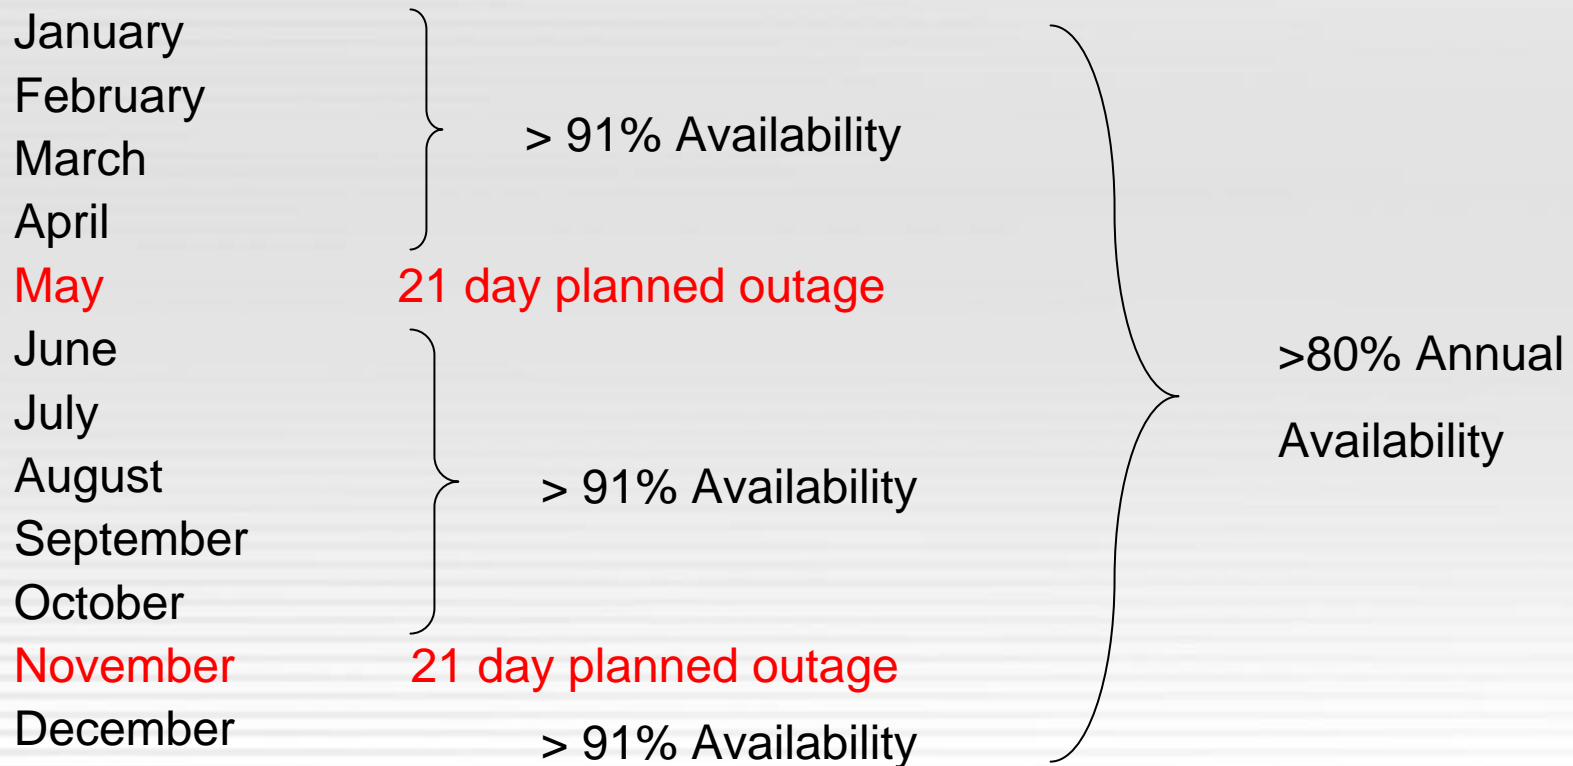 January
February
> 91% Availability
March
April
May 21 day planned outage
June
>80% Annual
July
Availability
August
> 91% Availability
September
October
November 21 day planned outage
December
> 91% Availability